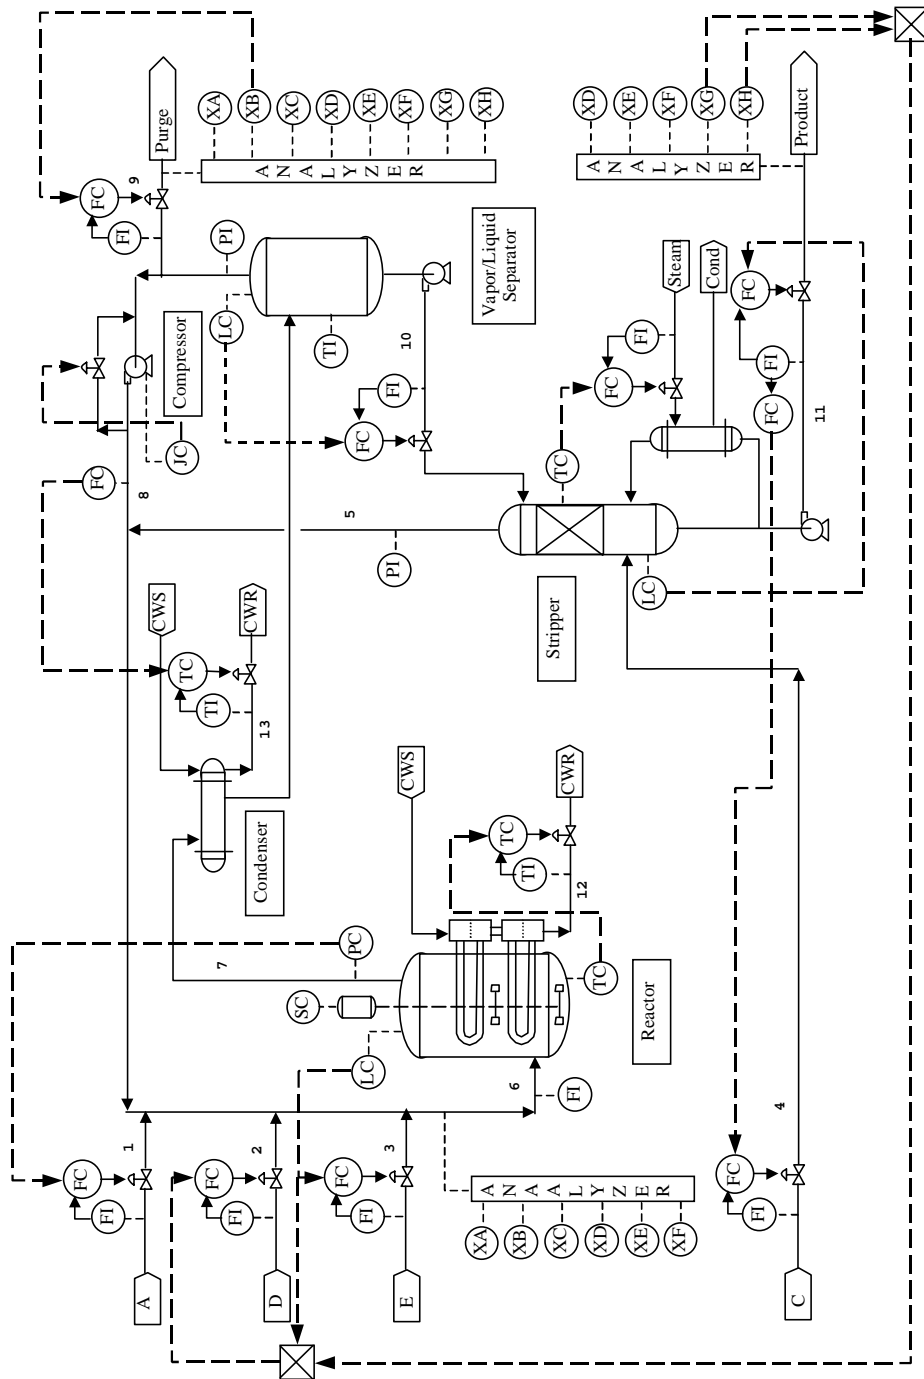 A
FI
FC
1
D
FI
FC
2
E
FI
FC
3
XA
XB
XC
XD
XE
XF
A N A A L Y Z E R
C
FI
FC
4
6
FI
LC
SC
PC
7
TC
Reactor
12
TI
TC
CWS
CWR
Condenser
13
TI
TC
CWS
CWR
FC
8
JC
Compressor
5
PI
Stripper
LC
TC
FC
FI
LC
TI
PI
10
Vapor/Liquid
Separator
FC
FI
Steam
Cond
FI
FC
9
Purge
A N A L Y Z E R
XA
XB
XC
XD
XE
XF
XG
XH
FC
FI
FC
11
Product
A N A L Y Z E R
XD
XE
XF
XG
XH